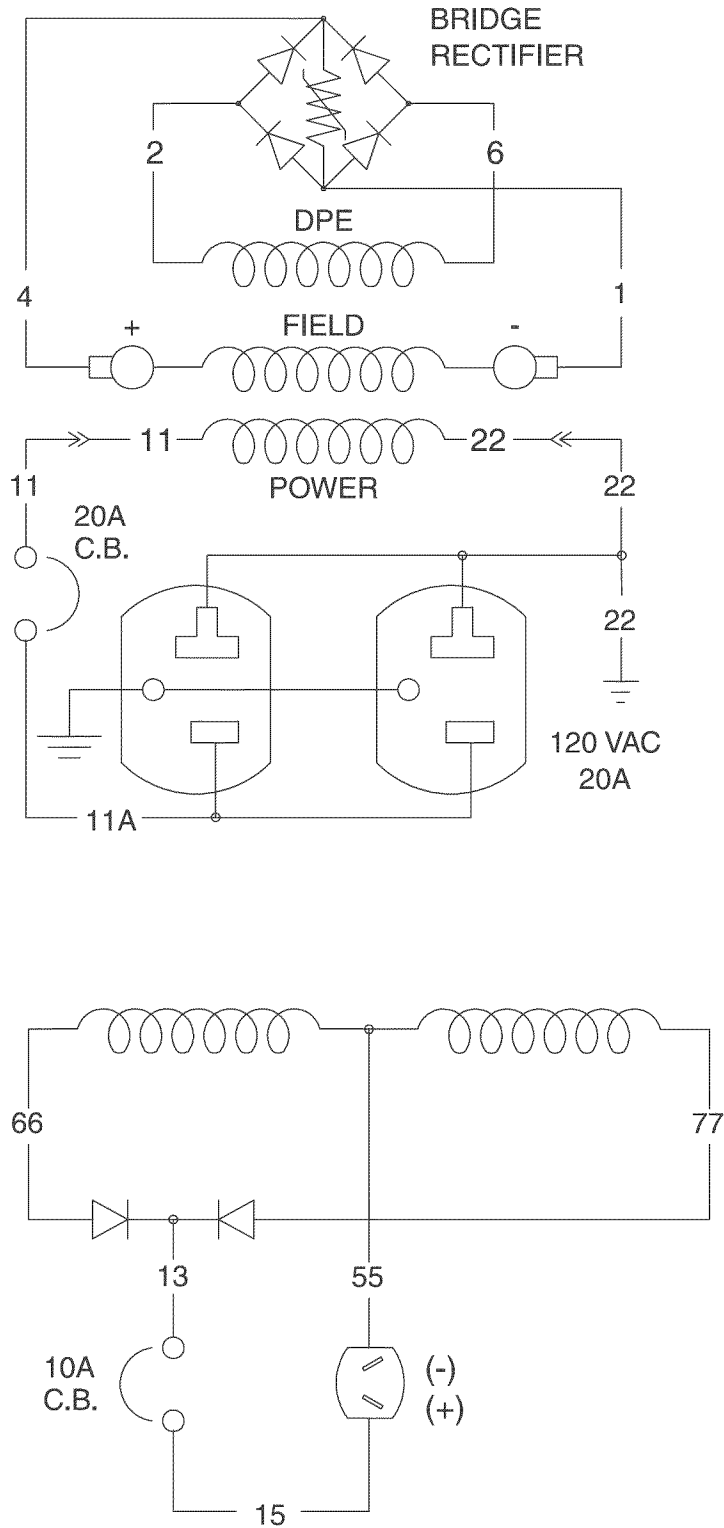 BRIDGE
RECTIFIER
2
6
DPE
4
1
+
FIELD
-
11
22
11
POWER
22
20A
C.B.
22
120 VAC
20A
11A
66
77
13
55
10A
C.B.
(-)
(+)
15